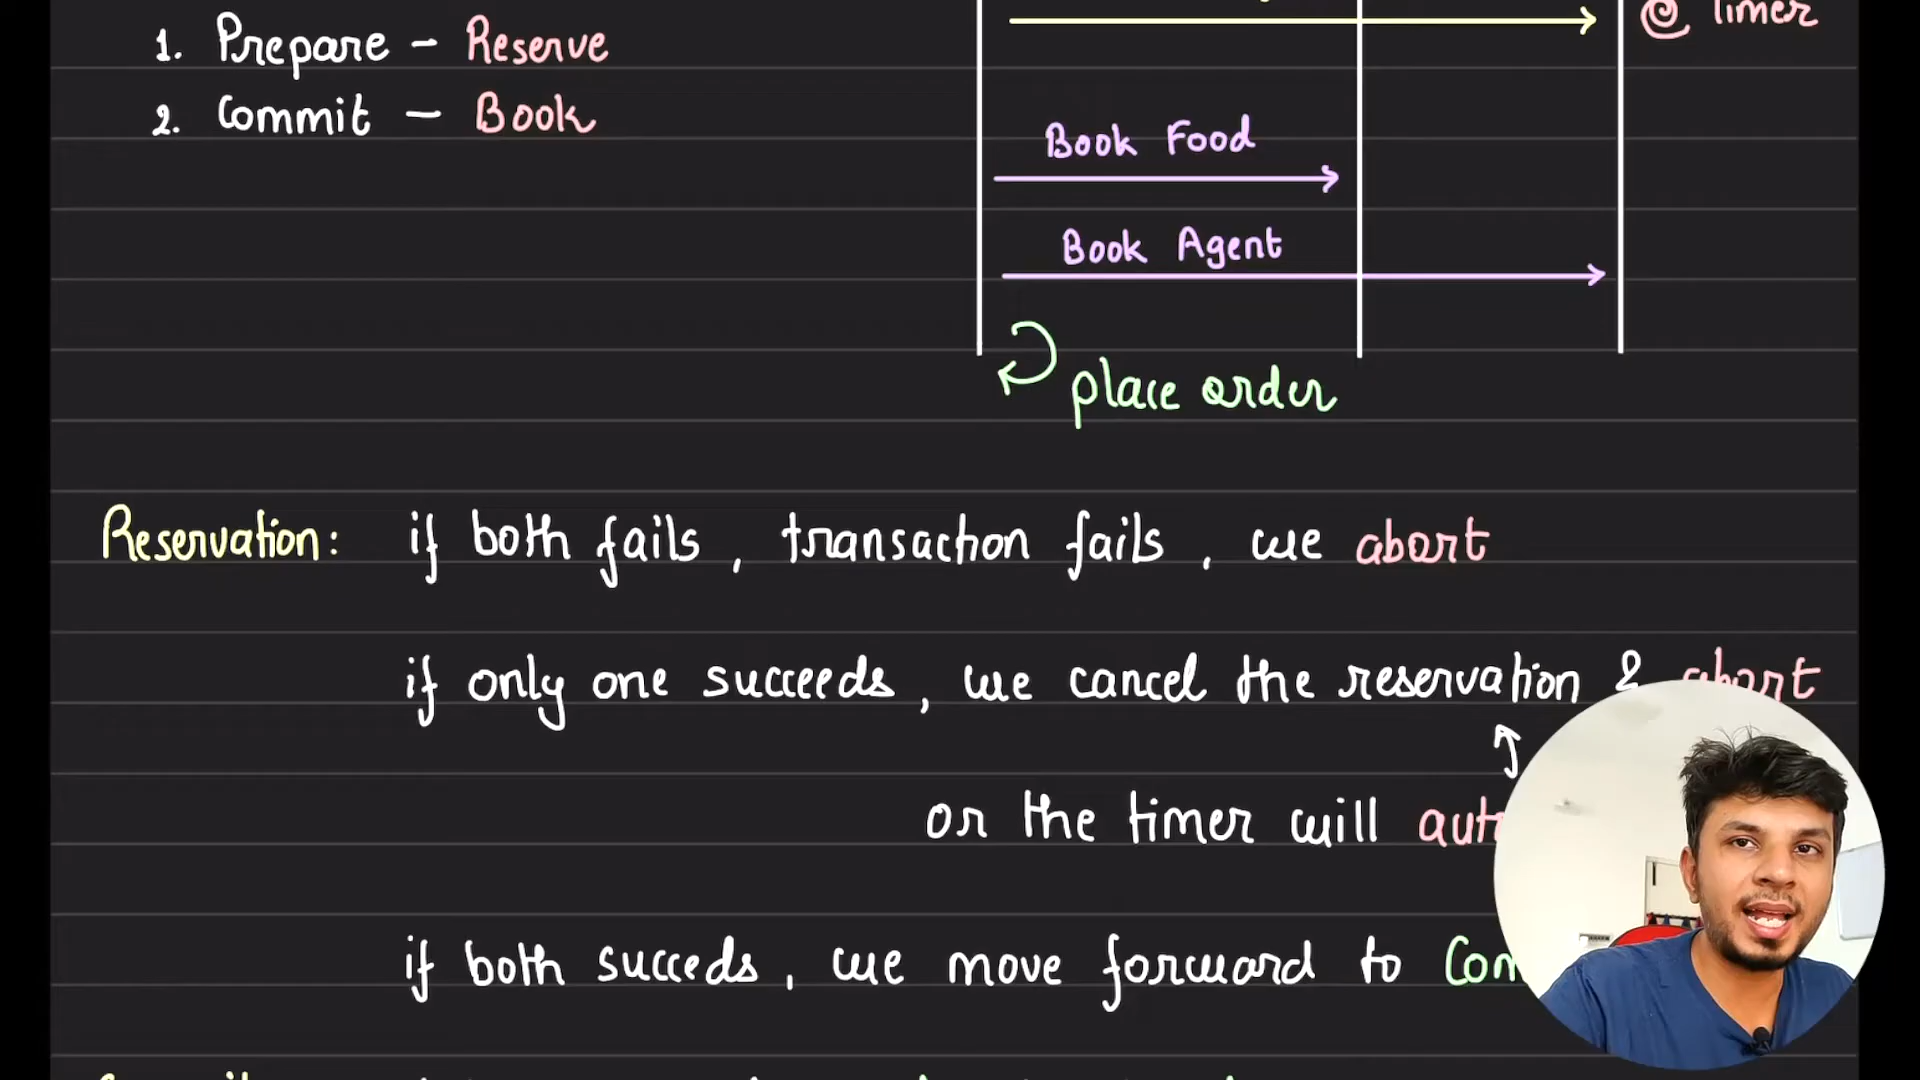 1. Prepare - Reserve
2. Commit - Book
Timer
Book Food
Book Agent
place order
Reservation: if both fails, transaction fails, we abort
if only one succeeds, we cancel the reservation & abort
or the timer will
if both succeds, we move forward to